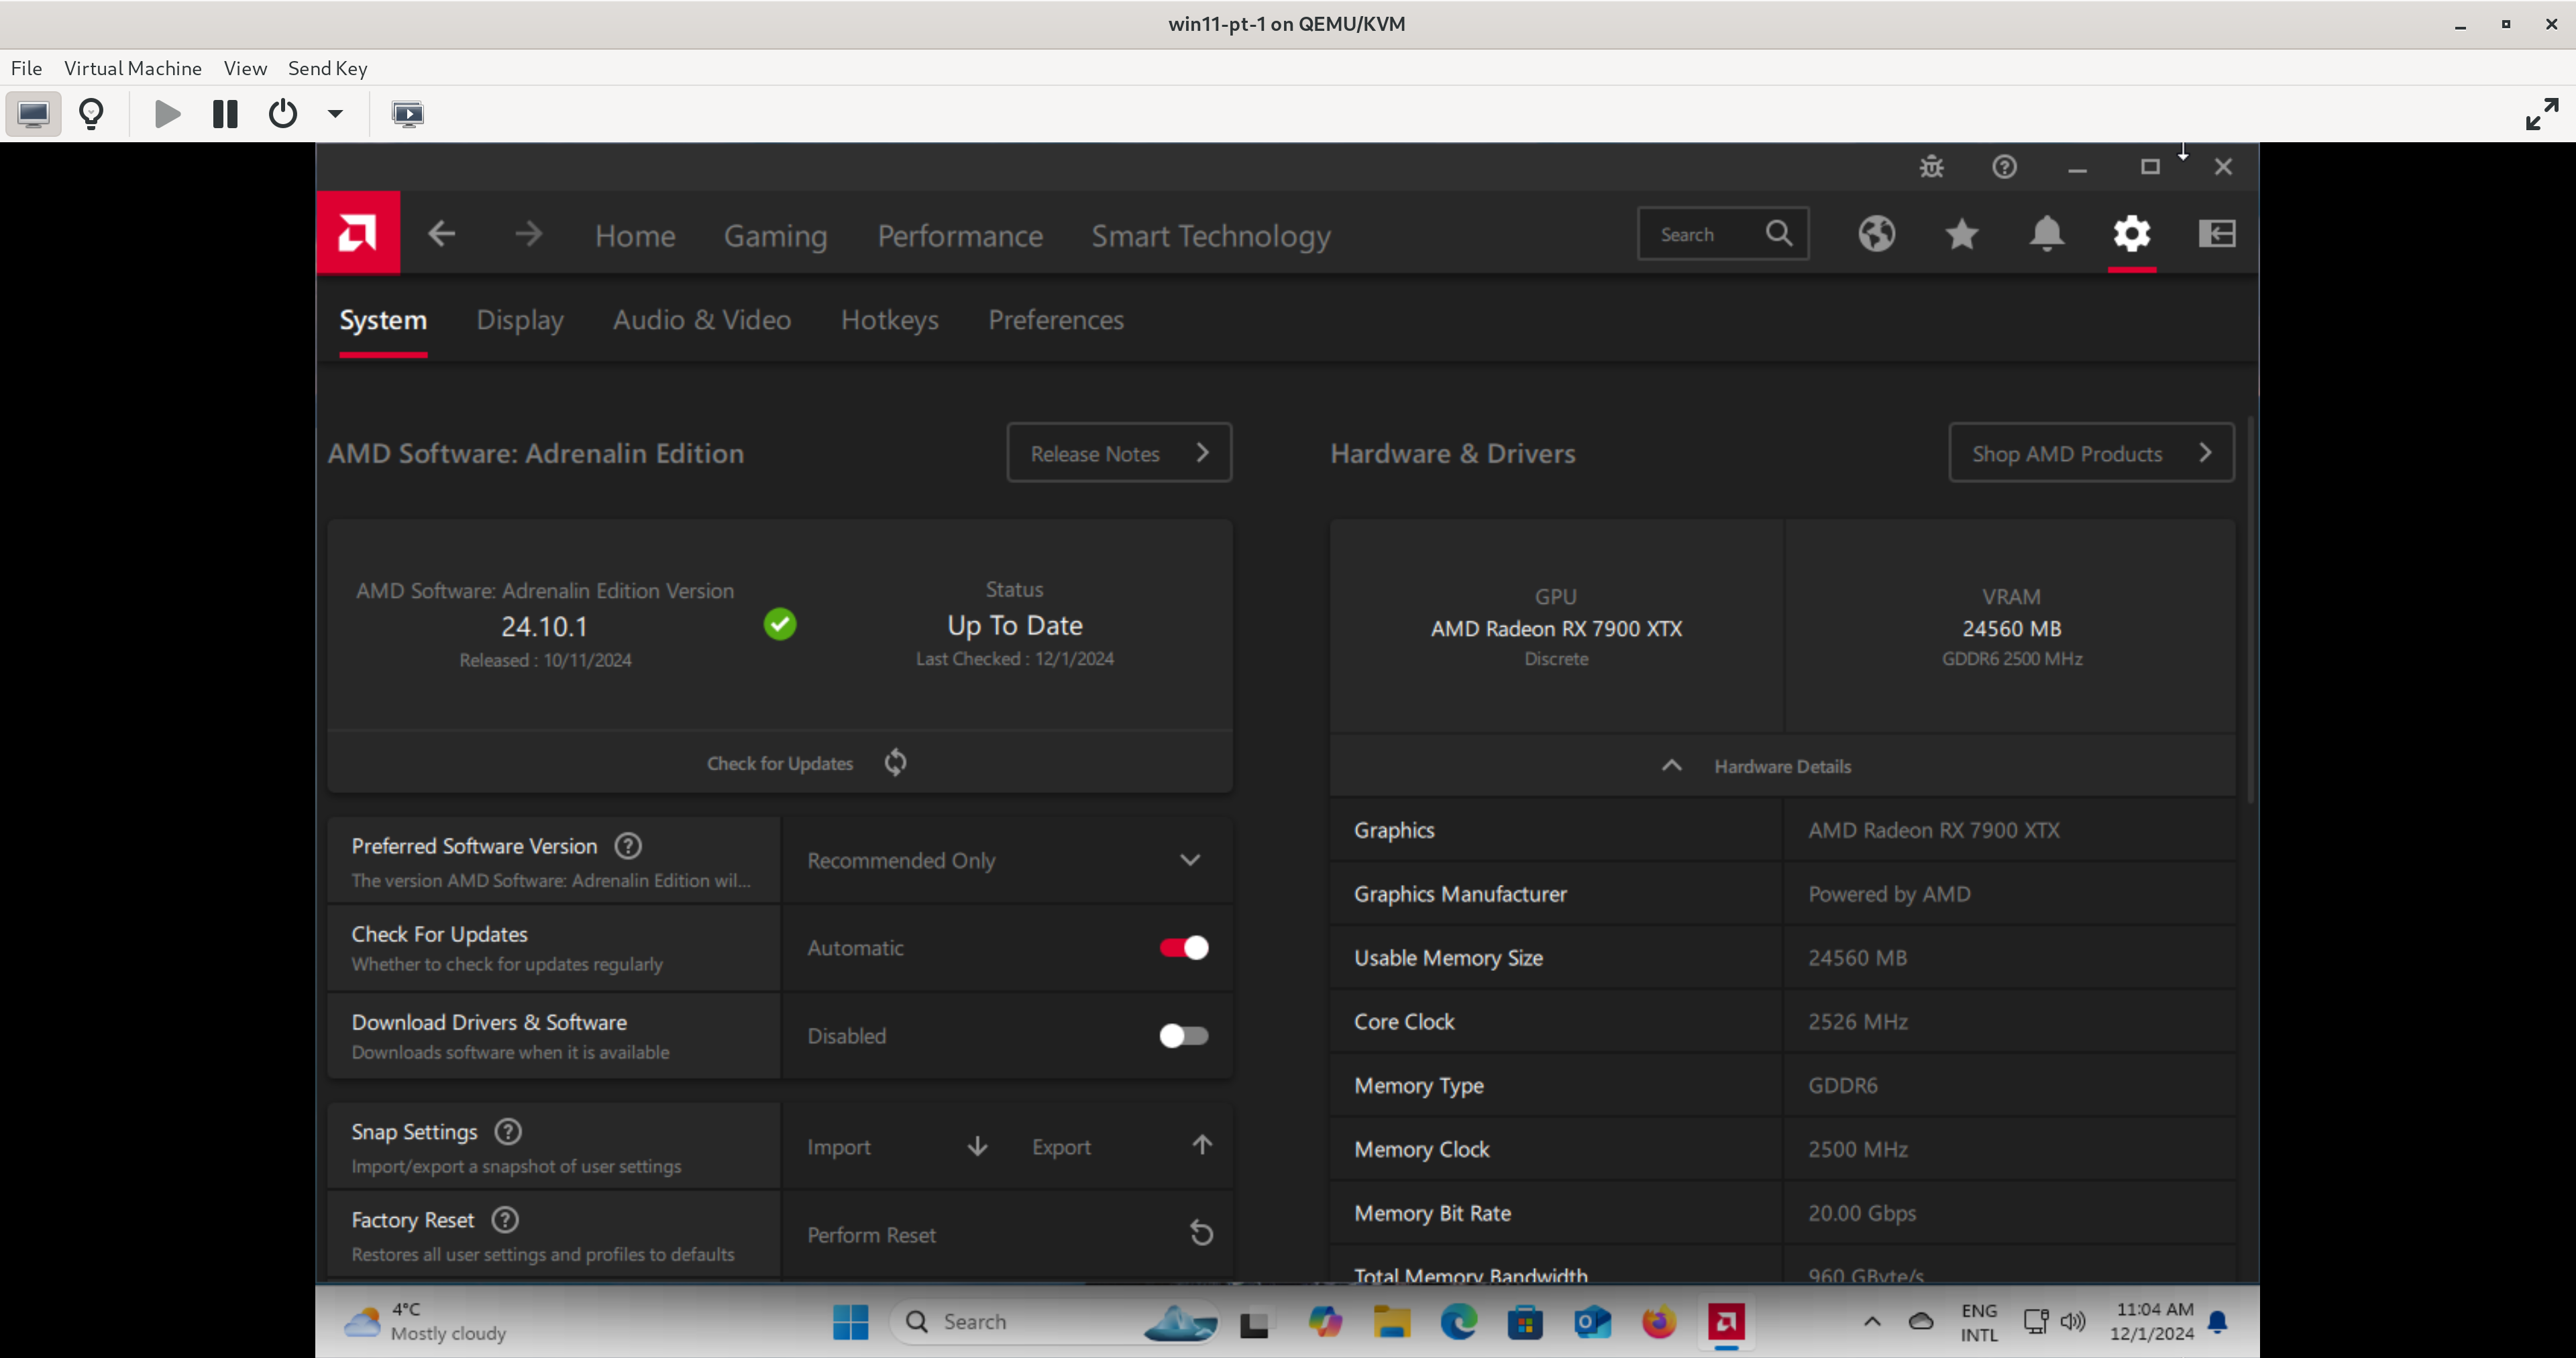 win11-pt-1 on QEMU/KVM
File Virtual Machine View Send Key
Home Gaming Performance Smart Technology Search
System Display Audio & Video Hotkeys Preferences
AMD Software: Adrenalin Edition
Release Notes
AMD Software: Adrenalin Edition Version
24.10.1
Released : 10/11/2024
Status
Up To Date
Last Checked : 12/1/2024
Check for Updates
Preferred Software Version
The version AMD Software: Adrenalin Edition wil...
Recommended Only
Check For Updates
Whether to check for updates regularly
Automatic
Download Drivers & Software
Downloads software when it is available
Disabled
Snap Settings
Import/export a snapshot of user settings
Import Export
Factory Reset
Restores all user settings and profiles to defaults
Perform Reset
Hardware & Drivers
Shop AMD Products
GPU
AMD Radeon RX 7900 XTX
Discrete
VRAM
24560 MB
GDDR6 2500 MHz
Hardware Details
Graphics AMD Radeon RX 7900 XTX
Graphics Manufacturer Powered by AMD
Usable Memory Size 24560 MB
Core Clock 2526 MHz
Memory Type GDDR6
Memory Clock 2500 MHz
Memory Bit Rate 20.00 Gbps
Total Memory Bandwidth 960 GByte/s
4°C
Mostly cloudy
Search
ENG
INTL
11:04 AM
12/1/2024